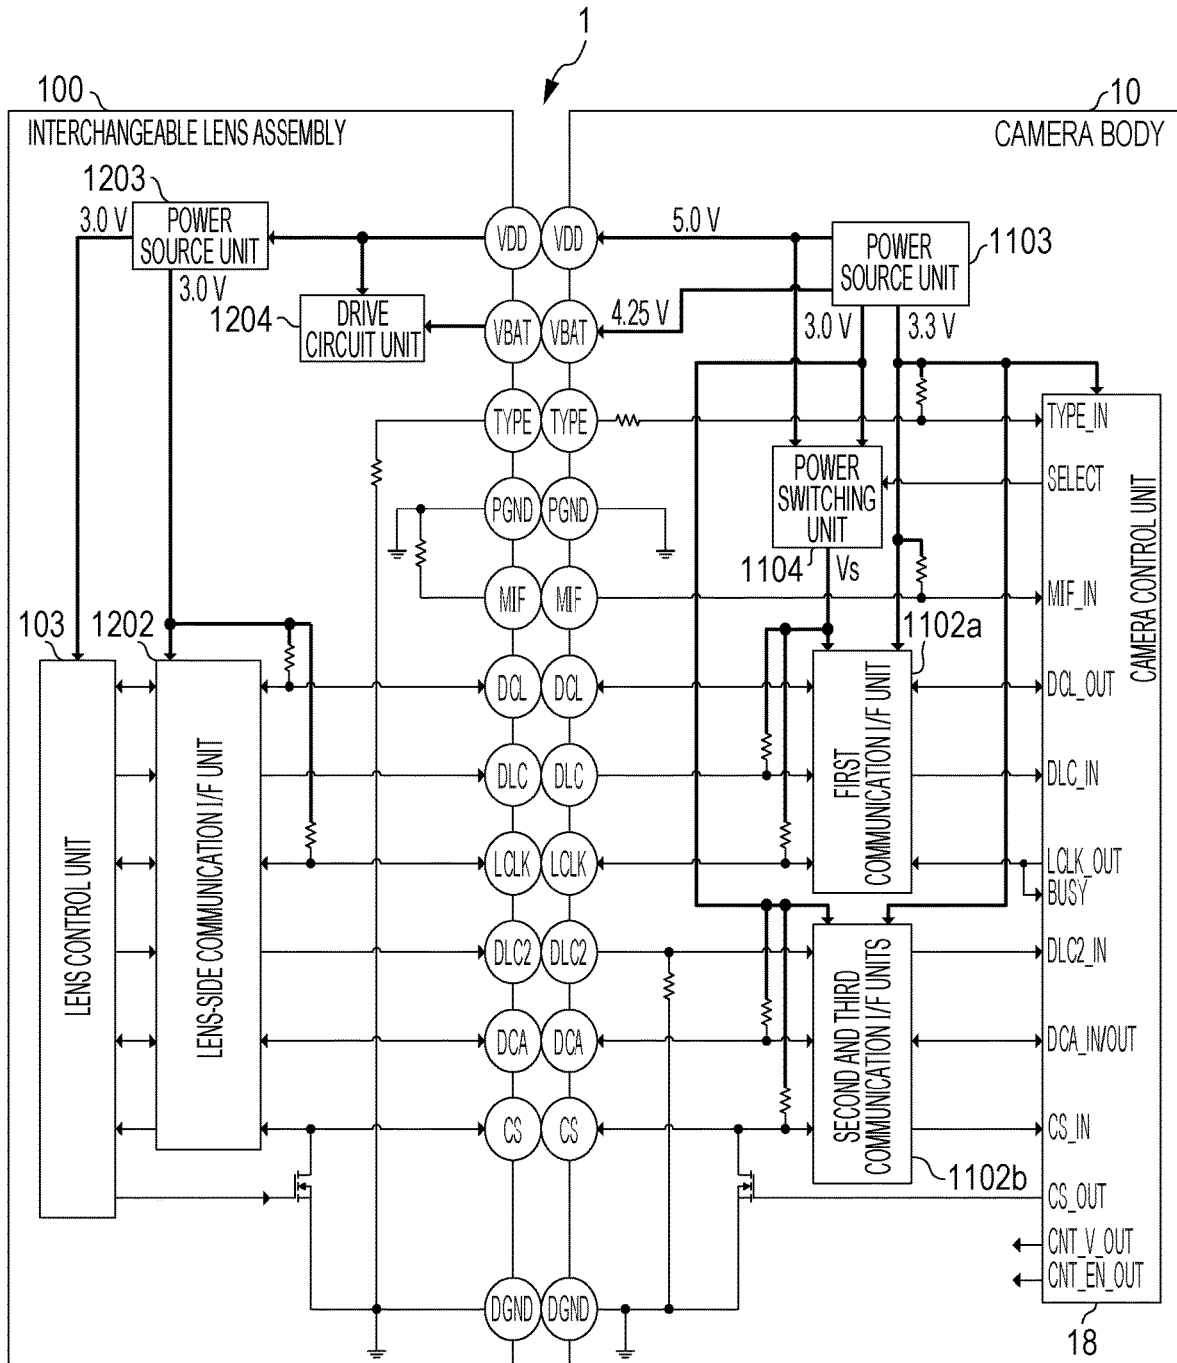 1
100
10
INTERCHANGEABLE LENS ASSEMBLY
CAMERA BODY
1203
3.0 V
POWER
SOURCE UNIT
3.0 V
1204
DRIVE
CIRCUIT UNIT
VDD
VDD
5.0 V
POWER
SOURCE UNIT
1103
VBAT
VBAT
4.25 V
3.0 V
3.3 V
TYPE
TYPE
TYPE_IN
PGND
PGND
POWER
SWITCHING
UNIT
SELECT
1104
Vs
MIF
MIF
MIF_IN
CAMERA CONTROL UNIT
103
1202
1102a
DCL
DCL
DCL_OUT
DLC
DLC
DLC_IN
LCLK
LCLK
LCLK_OUT
BUSY
LENS CONTROL UNIT
LENS-SIDE COMMUNICATION I/F UNIT
FIRST
COMMUNICATION I/F UNIT
DLC2
DLC2
DLC2_IN
DCA
DCA
DCA_IN/OUT
SECOND AND THIRD
COMMUNICATION I/F UNITS
CS
CS
CS_IN
1102b
CS_OUT
CNT_V_OUT
CNT_EN_OUT
DGND
DGND
18